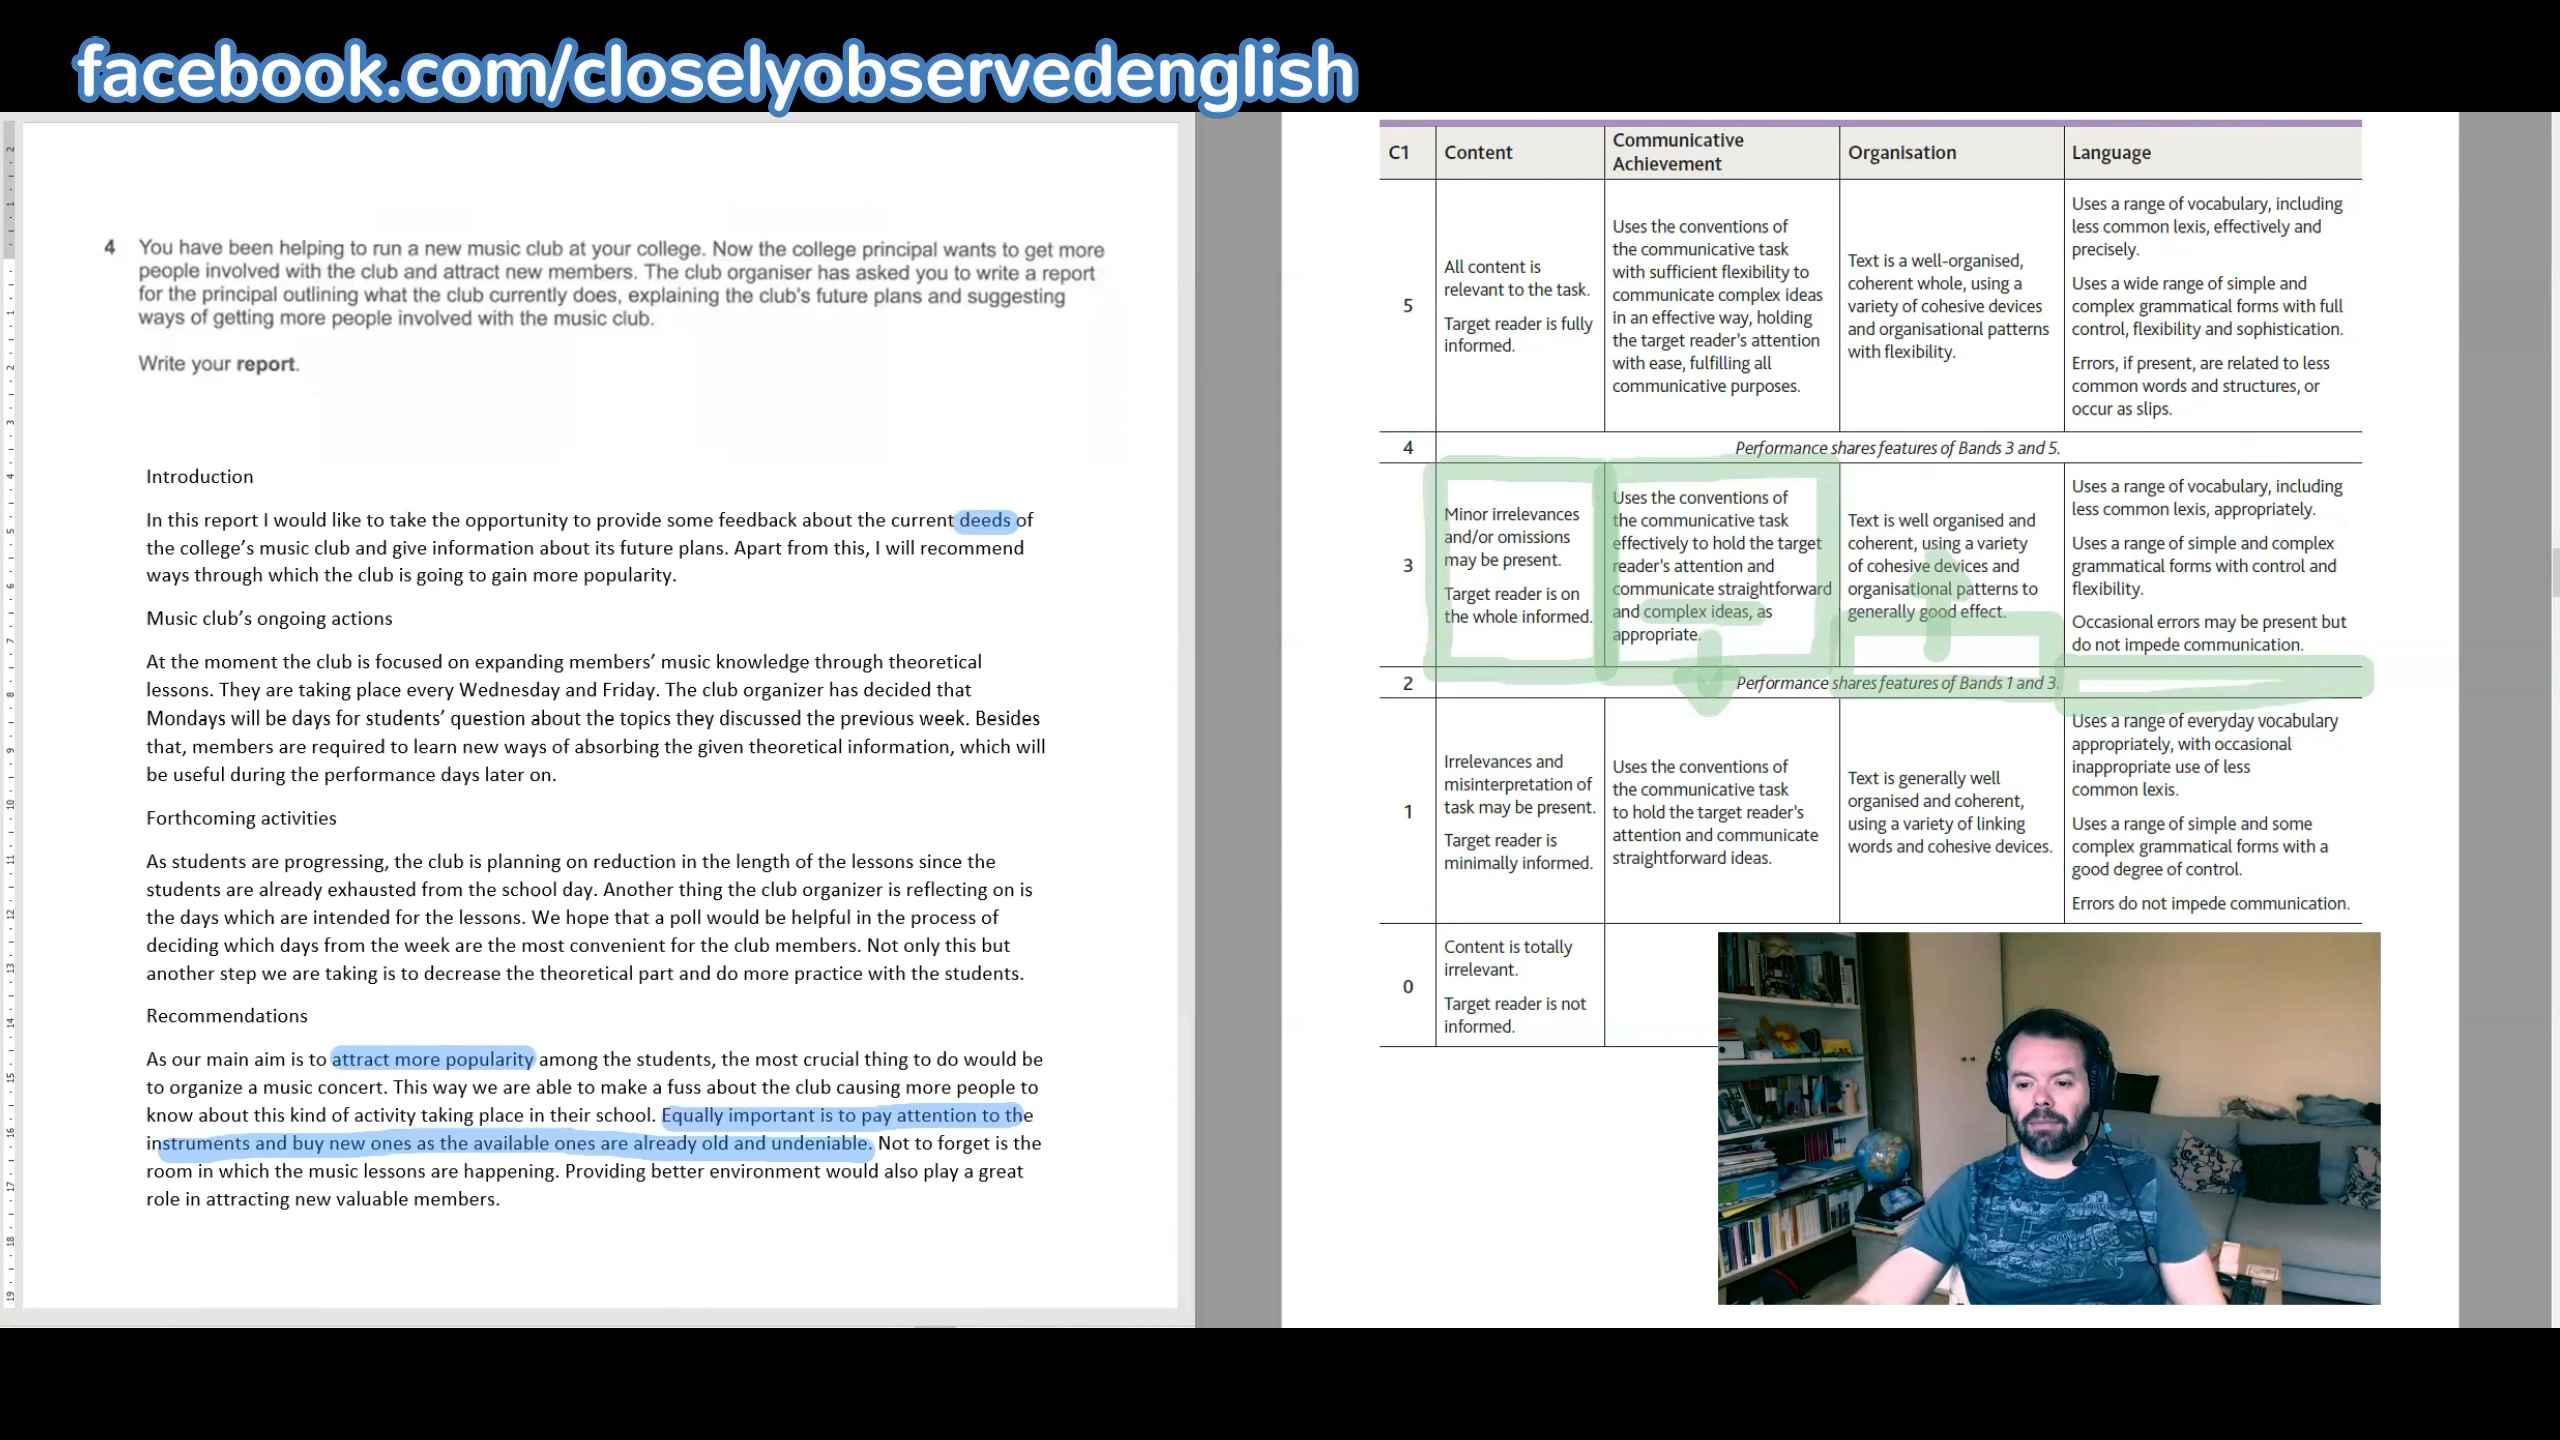 facebook.com/closelyobservedenglish
4 You have been helping to run a new music club at your college. Now the college principal wants to get more
people involved with the club and attract new members. The club organiser has asked you to write a report
for the principal outlining what the club currently does, explaining the club's future plans and suggesting
ways of getting more people involved with the music club.
Write your report.
Introduction
In this report I would like to take the opportunity to provide some feedback about the current deeds of
the college’s music club and give information about its future plans. Apart from this, I will recommend
ways through which the club is going to gain more popularity.
Music club’s ongoing actions
At the moment the club is focused on expanding members’ music knowledge through theoretical
lessons. They are taking place every Wednesday and Friday. The club organizer has decided that
Mondays will be days for students’ question about the topics they discussed the previous week. Besides
that, members are required to learn new ways of absorbing the given theoretical information, which will
be useful during the performance days later on.
Forthcoming activities
As students are progressing, the club is planning on reduction in the length of the lessons since the
students are already exhausted from the school day. Another thing the club organizer is reflecting on is
the days which are intended for the lessons. We hope that a poll would be helpful in the process of
deciding which days from the week are the most convenient for the club members. Not only this but
another step we are taking is to decrease the theoretical part and do more practice with the students.
Recommendations
As our main aim is to attract more popularity among the students, the most crucial thing to do would be
to organize a music concert. This way we are able to make a fuss about the club causing more people to
know about this kind of activity taking place in their school. Equally important is to pay attention to the
instruments and buy new ones as the available ones are already old and undeniable. Not to forget is the
room in which the music lessons are happening. Providing better environment would also play a great
role in attracting new valuable members.
C1
Content
Communicative
Achievement
Organisation
Language
5
All content is
relevant to the task.
Target reader is fully
informed.
Uses the conventions of
the communicative task
with sufficient flexibility to
communicate complex ideas
in an effective way, holding
the target reader's attention
with ease, fulfilling all
communicative purposes.
Text is a well-organised,
coherent whole, using a
variety of cohesive devices
and organisational patterns
with flexibility.
Uses a range of vocabulary, including
less common lexis, effectively and
precisely.
Uses a wide range of simple and
complex grammatical forms with full
control, flexibility and sophistication.
Errors, if present, are related to less
common words and structures, or
occur as slips.
4
Performance shares features of Bands 3 and 5.
3
Minor irrelevances
and/or omissions
may be present.
Target reader is on
the whole informed.
Uses the conventions of
the communicative task
effectively to hold the target
reader's attention and
communicate straightforward
and complex ideas, as
appropriate.
Text is well organised and
coherent, using a variety
of cohesive devices and
organisational patterns to
generally good effect.
Uses a range of vocabulary, including
less common lexis, appropriately.
Uses a range of simple and complex
grammatical forms with control and
flexibility.
Occasional errors may be present but
do not impede communication.
2
Performance shares features of Bands 1 and 3.
1
Irrelevances and
misinterpretation of
task may be present.
Target reader is
minimally informed.
Uses the conventions of
the communicative task
to hold the target reader's
attention and communicate
straightforward ideas.
Text is generally well
organised and coherent,
using a variety of linking
words and cohesive devices.
Uses a range of everyday vocabulary
appropriately, with occasional
inappropriate use of less
common lexis.
Uses a range of simple and some
complex grammatical forms with a
good degree of control.
Errors do not impede communication.
0
Content is totally
irrelevant.
Target reader is not
informed.